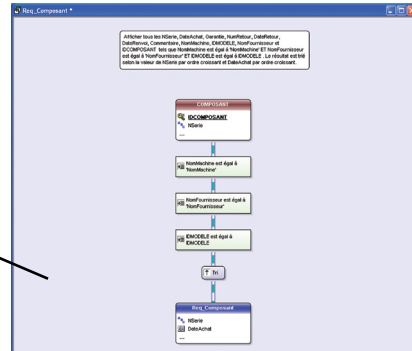 Req_Composant *
Afficher tous les NSerie, DateAchat, Garantie, NumRetour, DateRetour,
DateRenvoi, Commentaire, NomMachine, IDMODELE, NomFournisseur et
IDCOMPOSANT tels que NomMachine est égal à 'NomMachine' ET NomFournisseur
est égal à 'NomFournisseur' ET IDMODELE est égal à IDMODELE . Le résultat est trié
selon la valeur de NSerie par ordre croissant et DateAchat par ordre croissant.
COMPOSANT
IDCOMPOSANT
NSerie
...
NomMachine est égal à
'NomMachine'
NomFournisseur est égal à
'NomFournisseur'
IDMODELE est égal à
IDMODELE
Tri
Req_Composant
NSerie
DateAchat
...